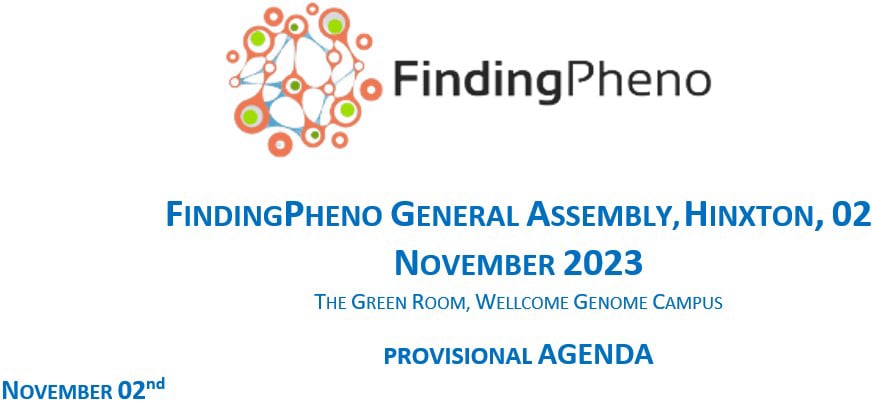 FindingPheno
FINDINGPHENO GENERAL ASSEMBLY, HINXTON, 02
NOVEMBER 2023
THE GREEN ROOM, WELLCOME GENOME CAMPUS
PROVISIONAL AGENDA
NOVEMBER 02nd